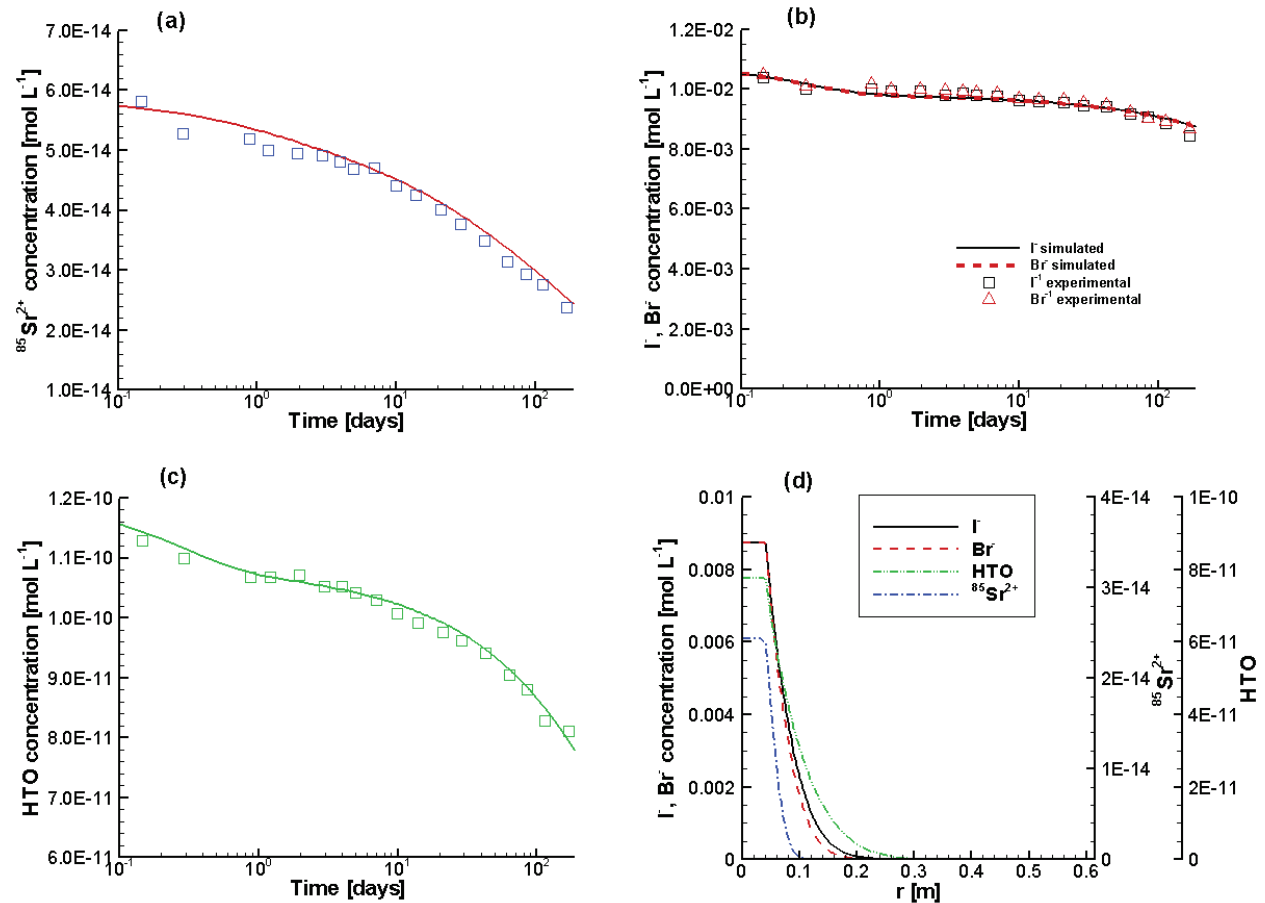 (a)
7.0E-14
6.0E-14
5.0E-14
4.0E-14
3.0E-14
2.0E-14
1.0E-14
⁸⁵Sr²⁺ concentration [mol L⁻¹]
10⁻¹ 10⁰ 10¹ 10²
Time [days]
(b)
1.2E-02
1.0E-02
8.0E-03
6.0E-03
4.0E-03
2.0E-03
0.0E+00
I⁻, Br⁻ concentration [mol L⁻¹]
I⁻ simulated
Br⁻ simulated
I⁻¹ experimental
Br⁻¹ experimental
10⁻¹ 10⁰ 10¹ 10²
Time [days]
(c)
1.2E-10
1.1E-10
1.0E-10
9.0E-11
8.0E-11
7.0E-11
6.0E-11
HTO concentration [mol L⁻¹]
10⁻¹ 10⁰ 10¹ 10²
Time [days]
(d)
0.01
0.008
0.006
0.004
0.002
0
I⁻, Br⁻ concentration [mol L⁻¹]
I⁻
Br⁻
HTO
⁸⁵Sr²⁺
0 0.1 0.2 0.3 0.4 0.5 0.6
r [m]
4E-14
3E-14
2E-14
1E-14
0
⁸⁵Sr²⁺
1E-10
8E-11
6E-11
4E-11
2E-11
0
HTO